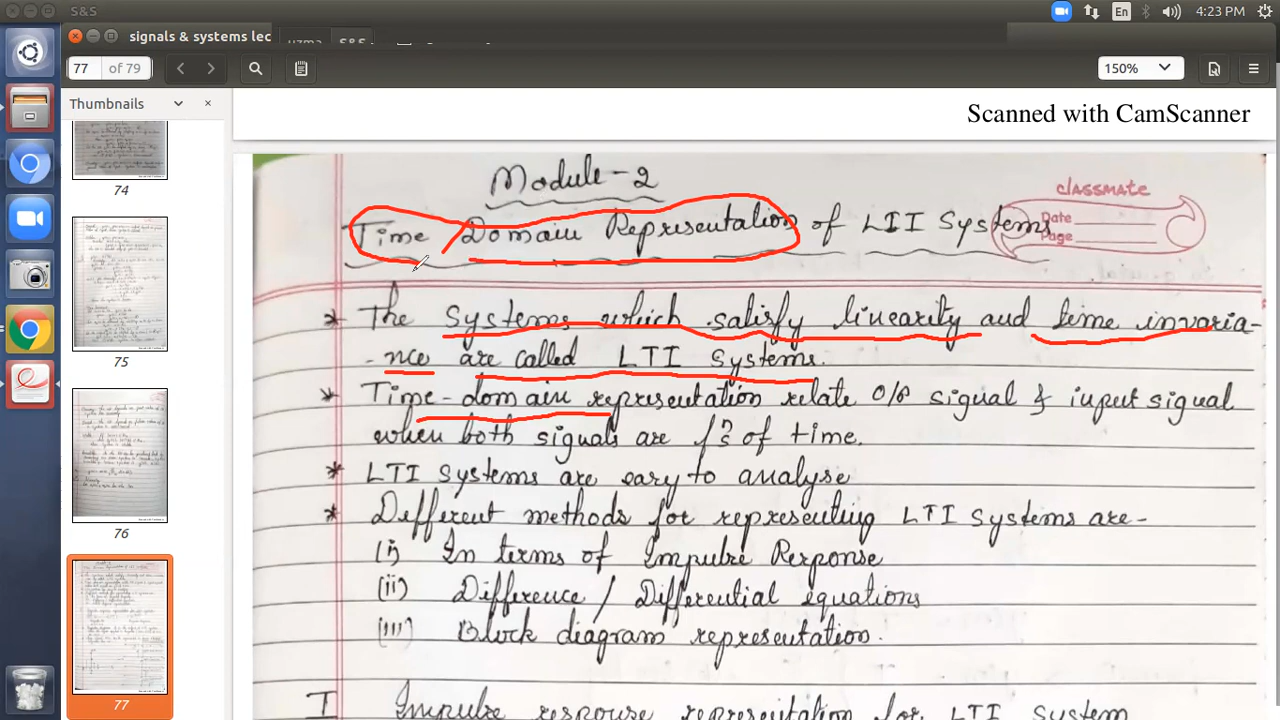 S&S
En
4:23 PM
signals & systems lec
uzma
S&S
77 of 79
150%
Thumbnails
74
75
76
77
Scanned with CamScanner
Module-2
classmate
Date
Page
Time Domain Representation of LTI Systems
* The systems which satisfy linearity and time invaria-
-nce are called LTI Systems.
* Time-domain representation relate O/P signal & input signal
when both signals are f?s of time.
* LTI Systems are easy to analyse
* Different methods for representing LTI Systems are-
(i) In terms of Impulse Response
(ii) Difference / Differential equations
(iii) Block diagram representation.
I Impulse response representation for LTI System